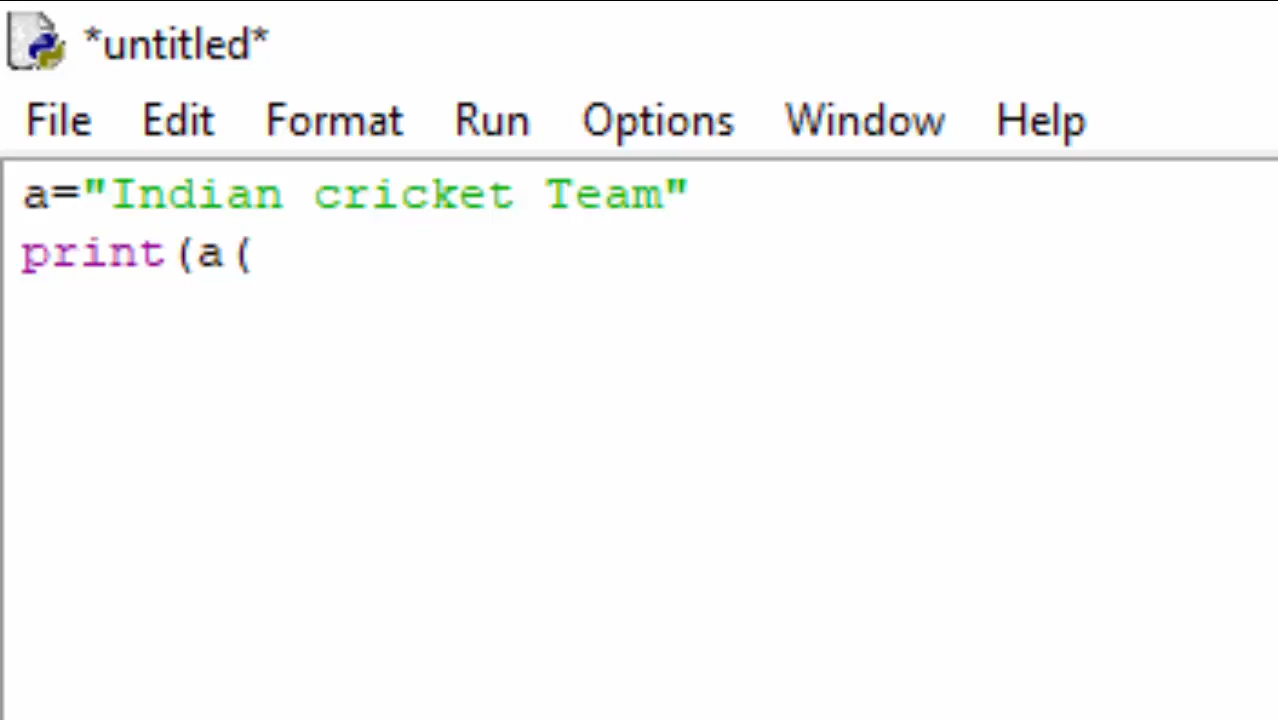 *untitled*
File Edit Format Run Options Window Help
a="Indian cricket Team"
print(a(